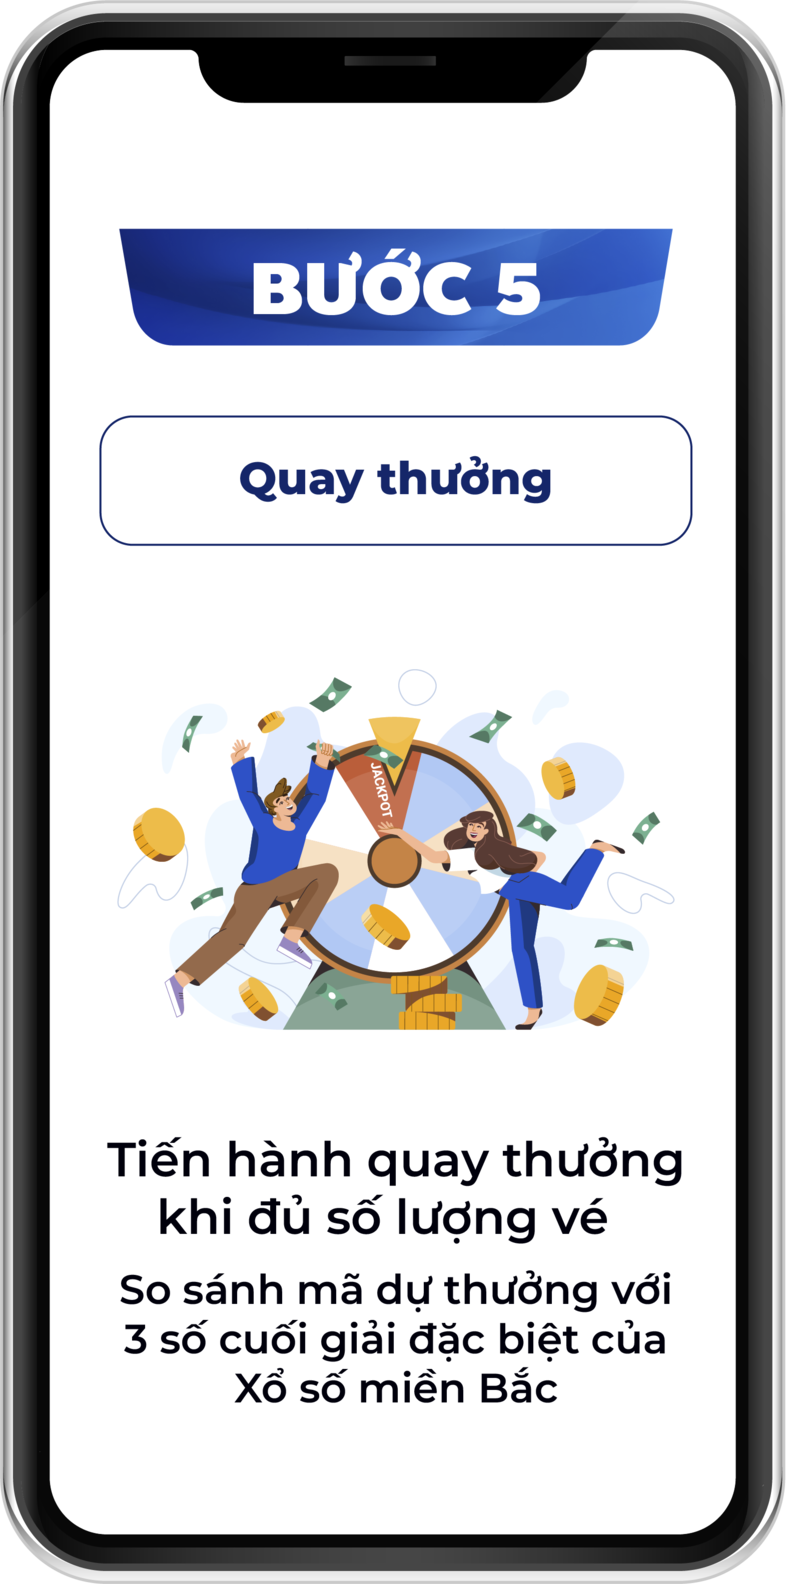 BƯỚC 5
Quay thưởng
JACKPOT
Tiến hành quay thưởng
khi đủ số lượng vé
So sánh mã dự thưởng với
3 số cuối giải đặc biệt của
Xổ số miền Bắc